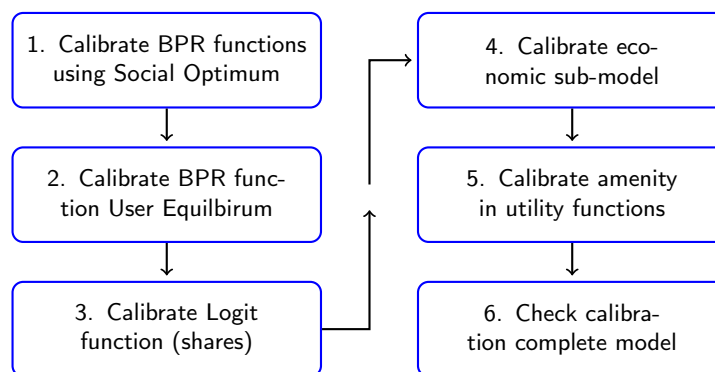 1. Calibrate BPR functions
using Social Optimum
2. Calibrate BPR func-
tion User Equilbirum
3. Calibrate Logit
function (shares)
4. Calibrate eco-
nomic sub-model
5. Calibrate amenity
in utility functions
6. Check calibra-
tion complete model